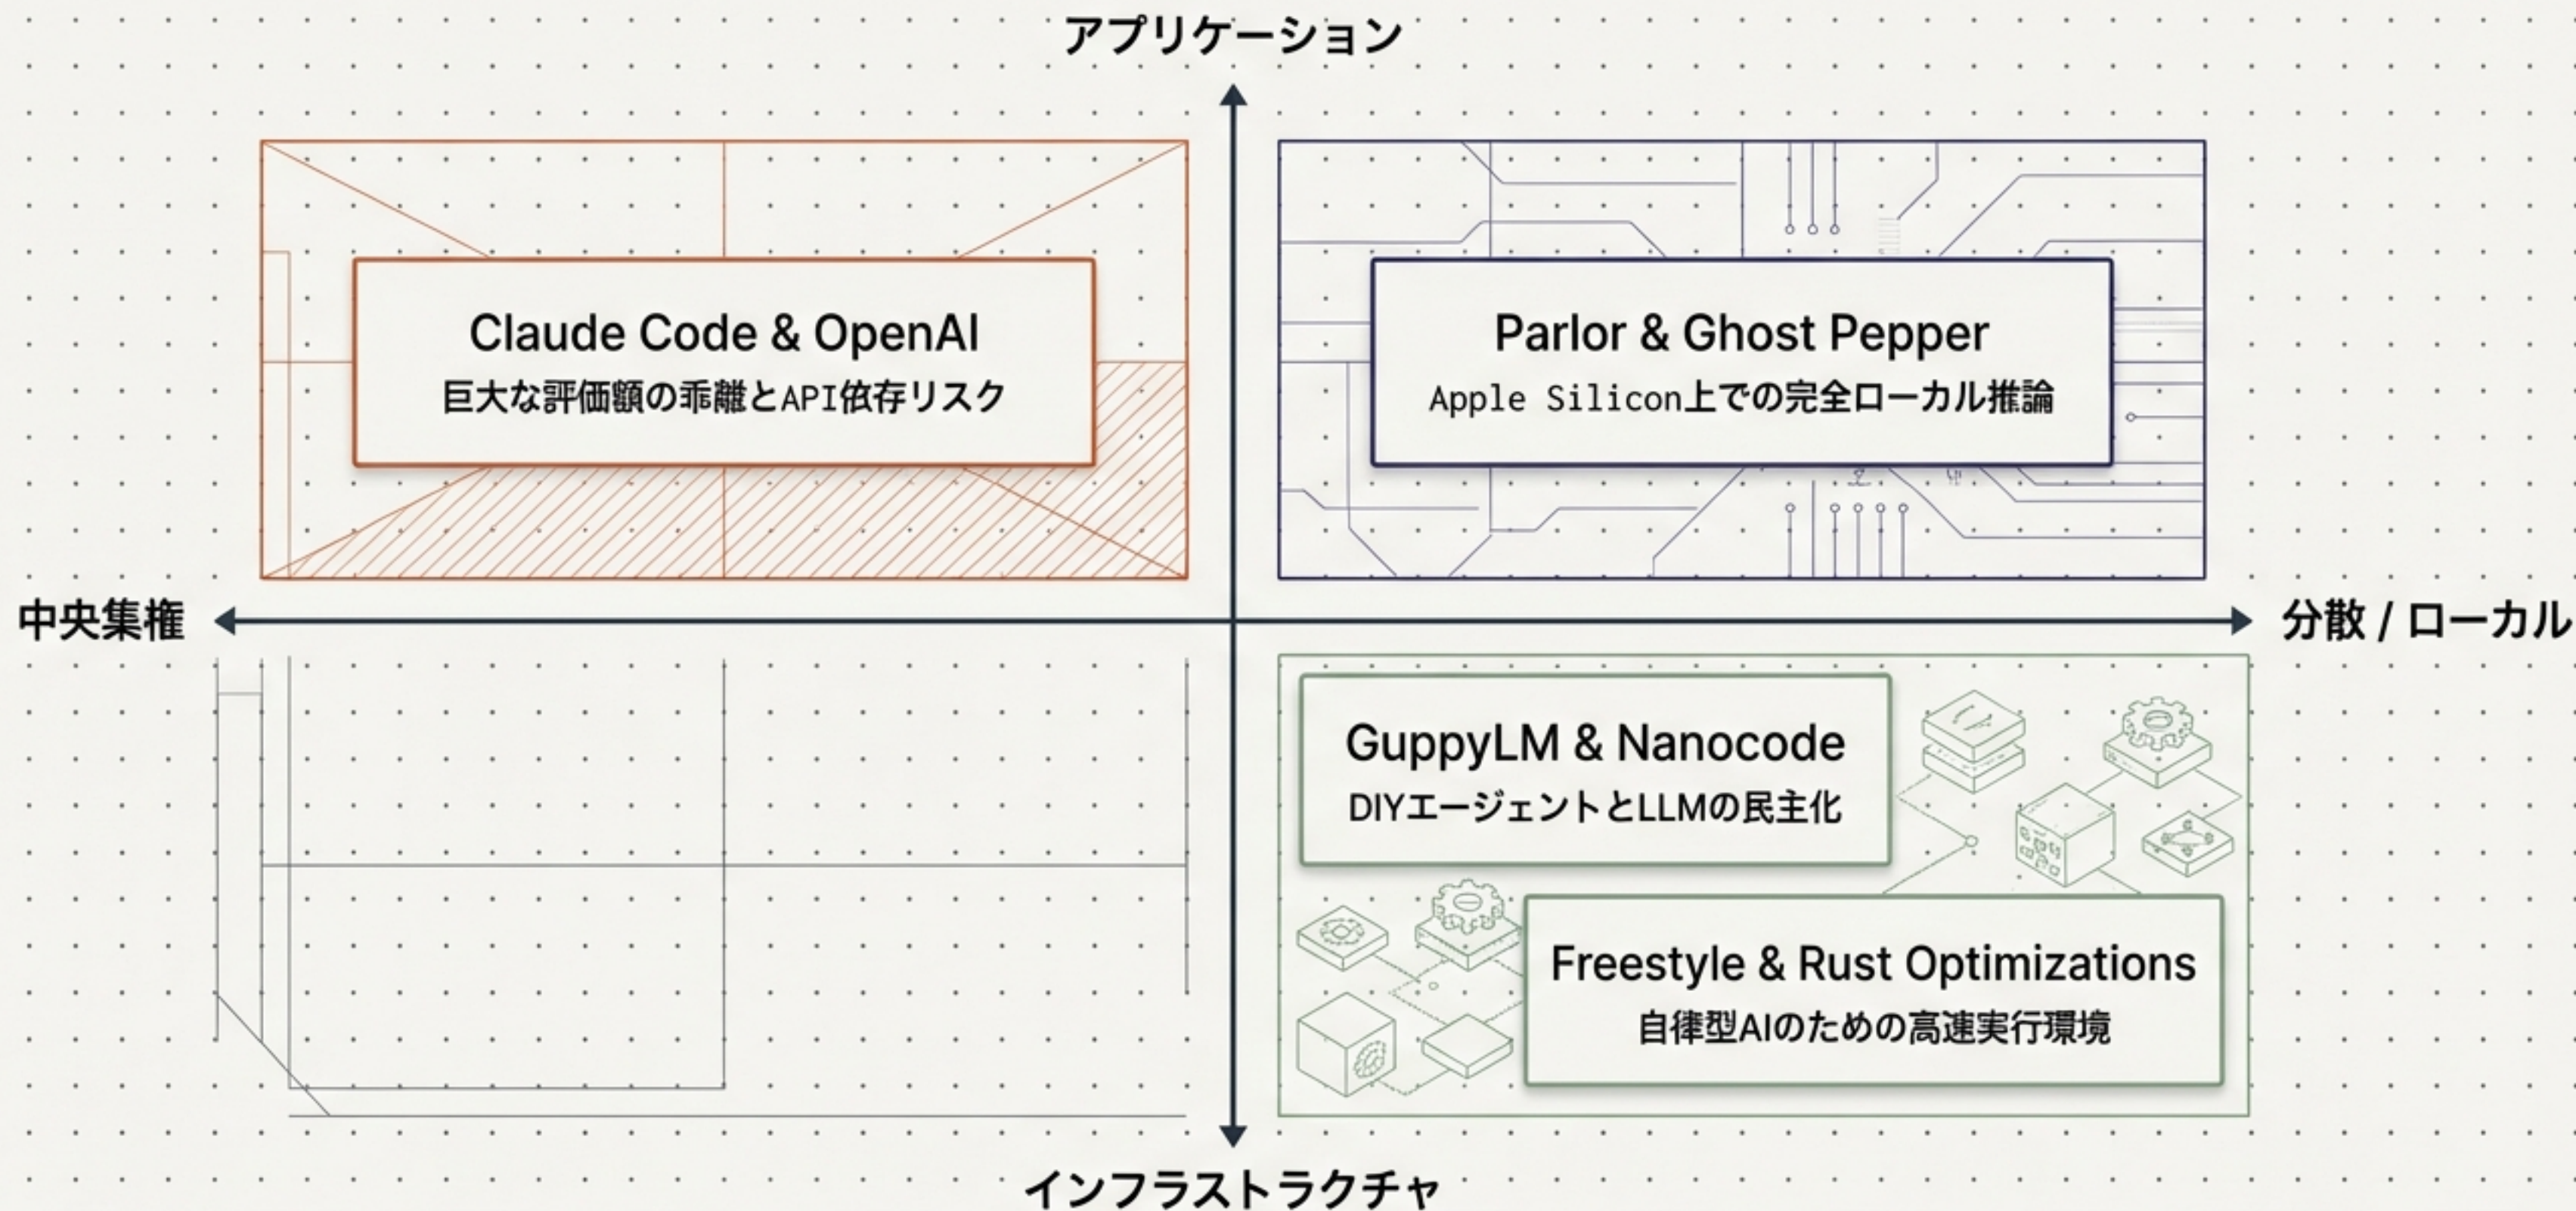 アプリケーション
Claude Code & OpenAI
巨大な評価額の乖離とAPI依存リスク
Parlor & Ghost Pepper
Apple Silicon上での完全ローカル推論
中央集権
分散 / ローカル
GuppyLM & Nanocode
DIYエージェントとLLMの民主化
Freestyle & Rust Optimizations
自律型AIのための高速実行環境
インフラストラクチャ